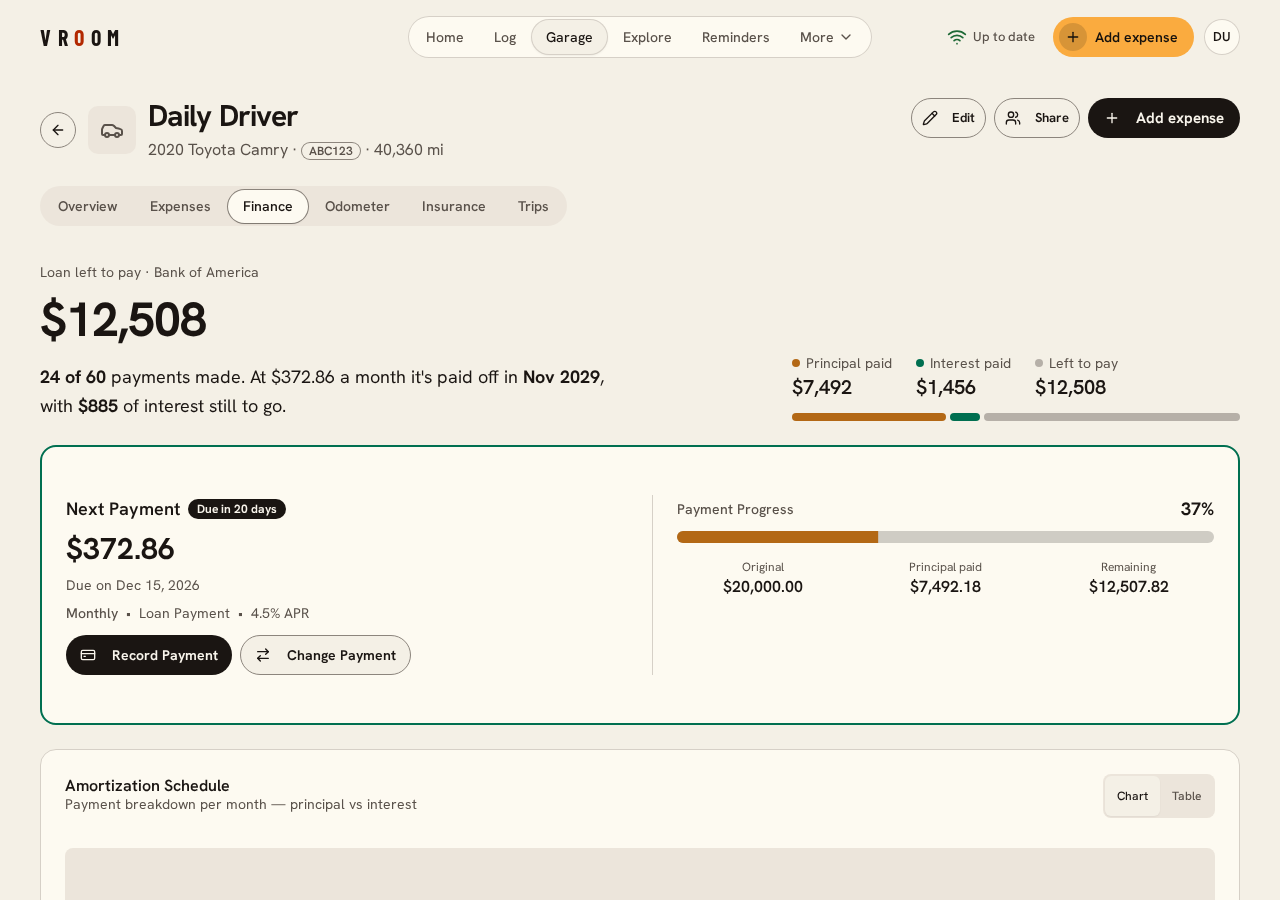 VROOM
Home Log Garage Explore Reminders More
Up to date
Add expense
DU
Daily Driver
2020 Toyota Camry · ABC123 · 40,360 mi
Edit Share Add expense
Overview Expenses Finance Odometer Insurance Trips
Loan left to pay · Bank of America
$12,508
24 of 60 payments made. At $372.86 a month it's paid off in Nov 2029,
with $885 of interest still to go.
Principal paid Interest paid Left to pay
$7,492 $1,456 $12,508
Next Payment Due in 20 days
$372.86
Due on Dec 15, 2026
Monthly • Loan Payment • 4.5% APR
Record Payment Change Payment
Payment Progress 37%
Original Principal paid Remaining
$20,000.00 $7,492.18 $12,507.82
Amortization Schedule
Payment breakdown per month — principal vs interest
Chart Table